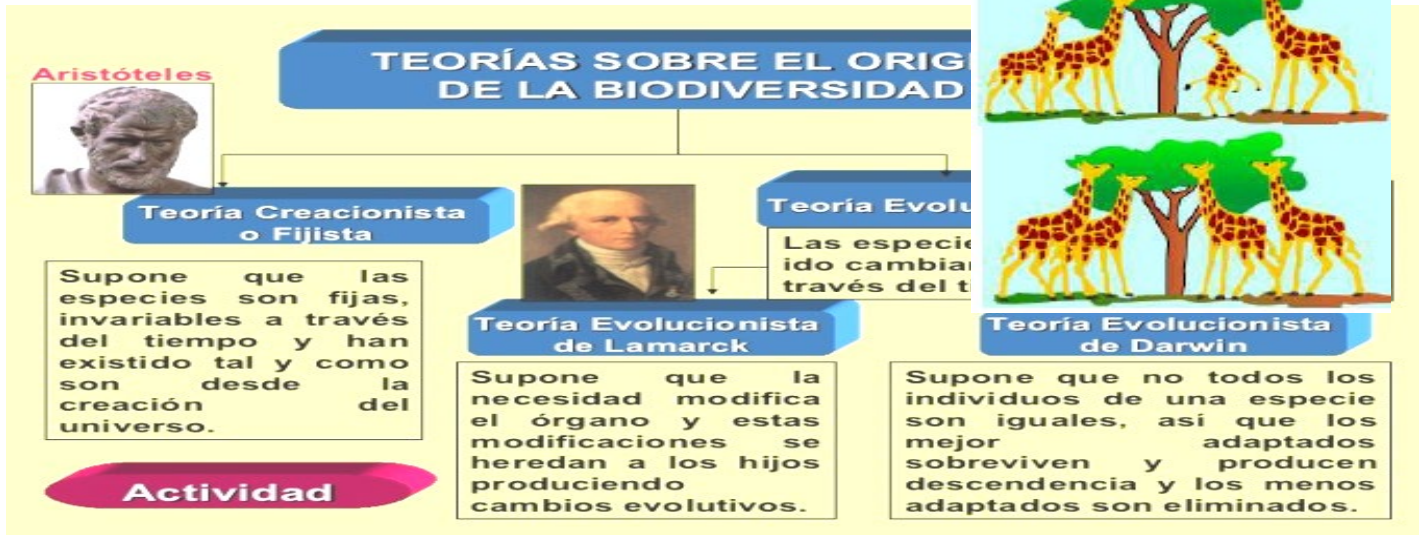 TEORÍAS SOBRE EL
DE LA BIODIVERSIDAD
Aristóteles
Teoría Creacionista
o Fijista
Supone que las
especies son fijas,
invariables a través
del tiempo y han
existido tal y como
son desde la
creación del
universo.
Actividad
Teoría
Las
ido
través del
Teoría Evolucionista
de Lamarck
Supone que la
necesidad modifica
el órgano y estas
modificaciones se
heredan a los hijos
produciendo
cambios evolutivos.
Teoría Evolucionista
de Darwin
Supone que no todos los
individuos de una especie
son iguales, así que los
mejor adaptados
sobreviven y producen
descendencia y los menos
adaptados son eliminados.